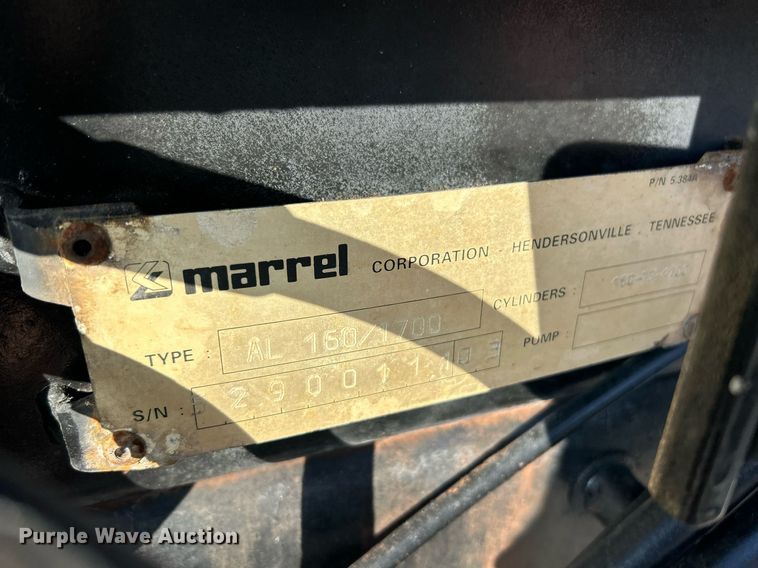 P/N 5.384A
marrel CORPORATION - HENDERSONVILLE . TENNESSEE
TYPE : AL 160/1700 CYLINDERS :
PUMP :
S/N :
Purple Wave Auction